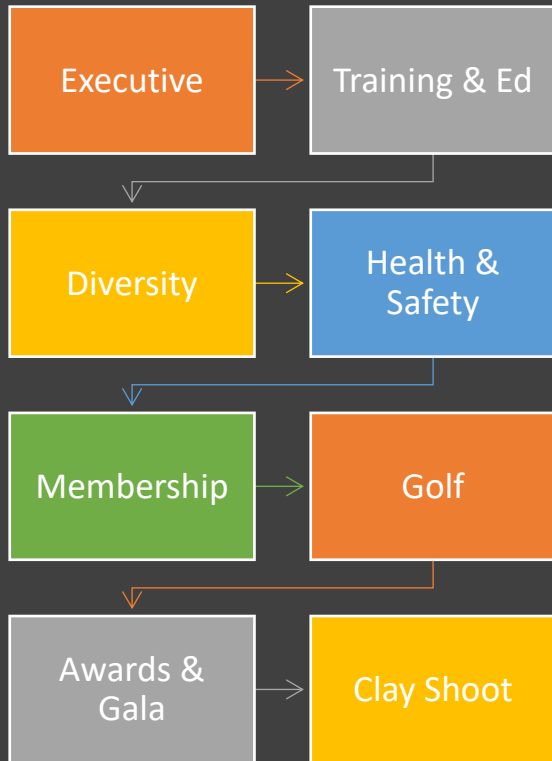 Executive
Training & Ed
Diversity
Health &
Safety
Membership
Golf
Awards &
Gala
Clay Shoot